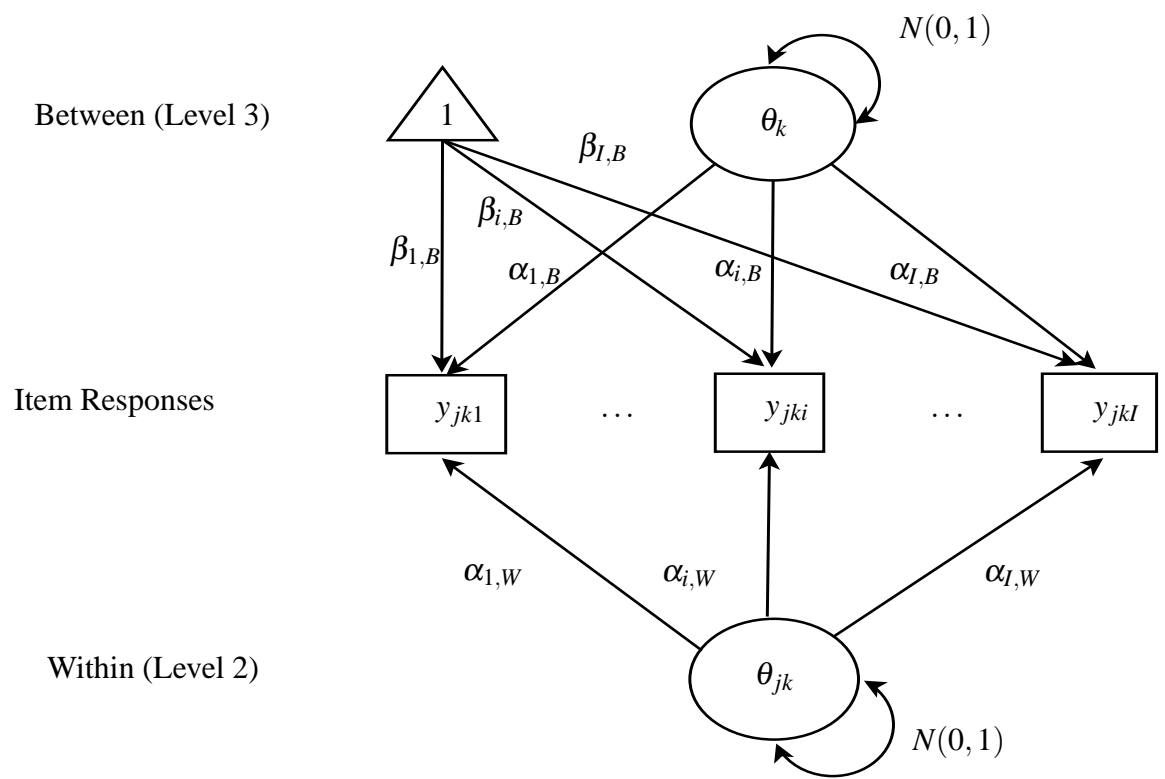 N(0,1)
Between (Level 3)
1
θ_k
β_{I,B}
β_{i,B}
β_{1,B}
α_{1,B}
α_{i,B}
α_{I,B}
Item Responses
y_{jk1}
...
y_{jki}
...
y_{jkI}
α_{1,W}
α_{i,W}
α_{I,W}
Within (Level 2)
θ_{jk}
N(0,1)